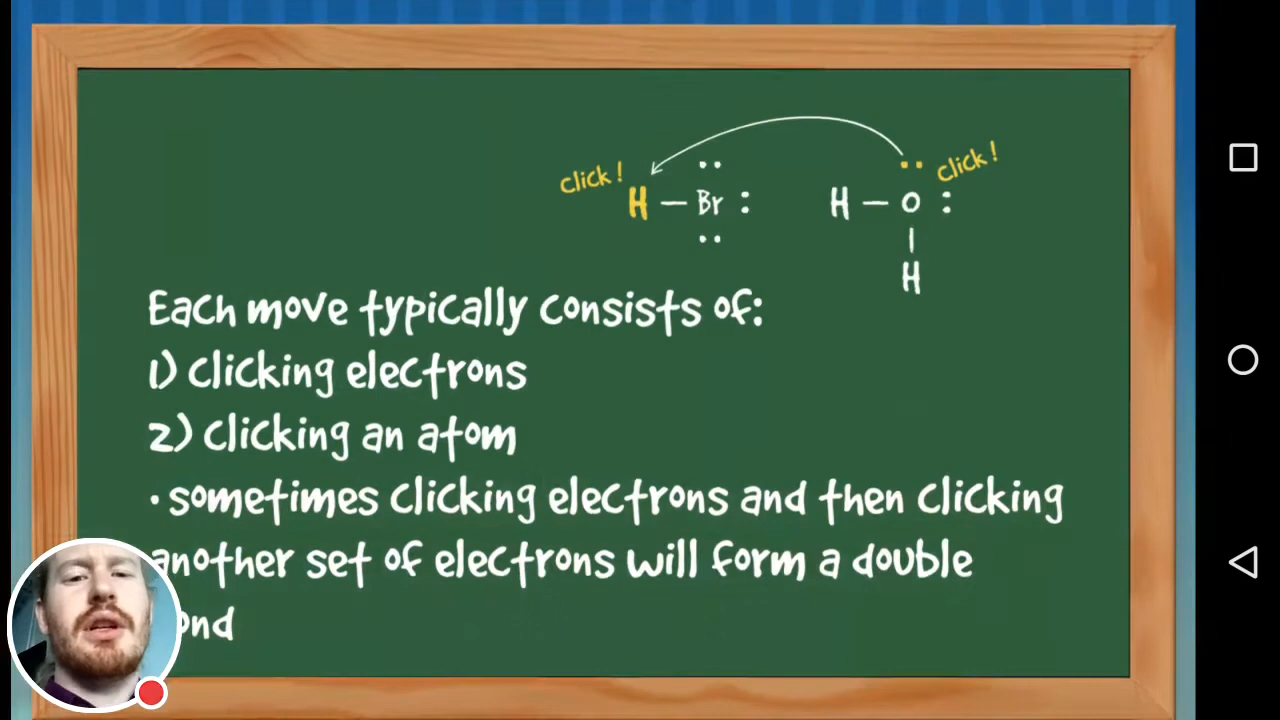 click!
click!
H — Br :
H — O :
H
Each move typically consists of:
1) clicking electrons
2) clicking an atom
• sometimes clicking electrons and then clicking
another set of electrons will form a double
ond